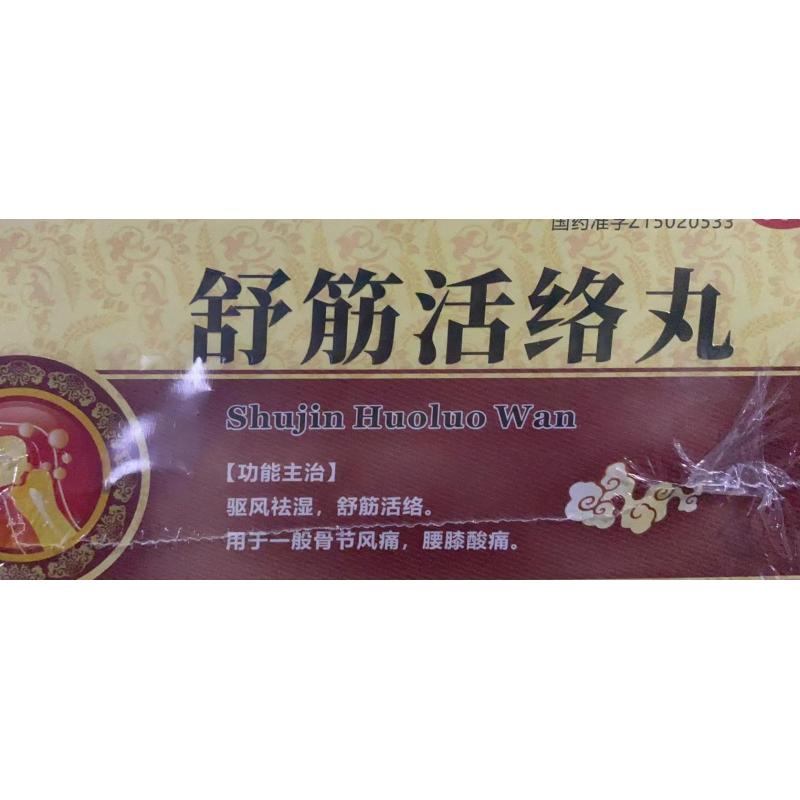 国药准字Z15020533
舒筋活络丸
Shujin Huoluo Wan
【功能主治】
驱风祛湿，舒筋活络。
用于一般骨节风痛，腰膝酸痛。